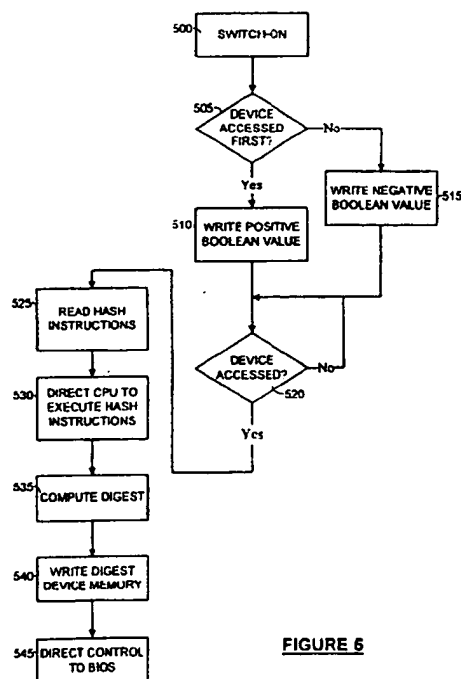 500
SWITCH-ON
505
DEVICE
ACCESSED
FIRST?
No
Yes
510
WRITE POSITIVE
BOOLEAN VALUE
WRITE NEGATIVE
BOOLEAN VALUE
515
DEVICE
ACCESSED?
No
520
Yes
525
READ HASH
INSTRUCTIONS
530
DIRECT CPU TO
EXECUTE HASH
INSTRUCTIONS
535
COMPUTE DIGEST
540
WRITE DIGEST
DEVICE MEMORY
545
DIRECT CONTROL
TO BIOS
FIGURE 5